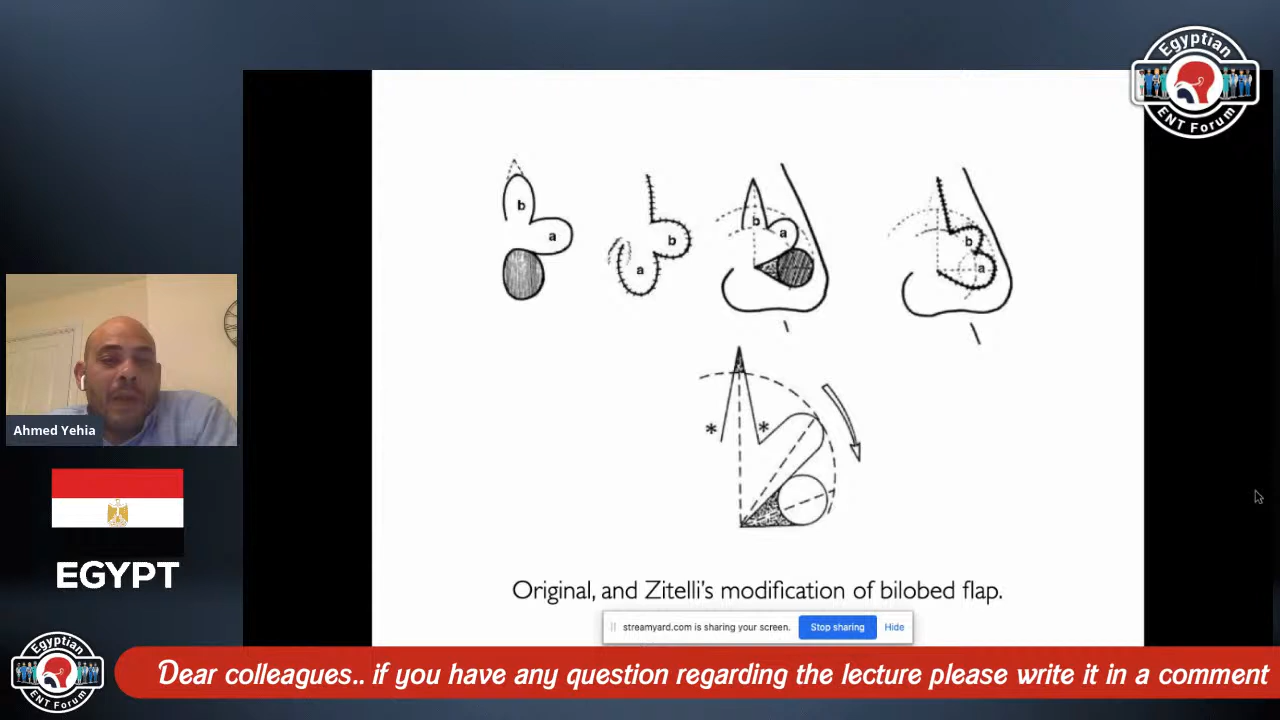 Egyptian
ENT Forum
b
a
b
a
b
a
b
a
*
*
Ahmed Yehia
EGYPT
Original, and Zitelli's modification of bilobed flap.
streamyard.com is sharing your screen.
Stop sharing
Hide
Egyptian
ENT Forum
Dear colleagues.. if you have any question regarding the lecture please write it in a comment